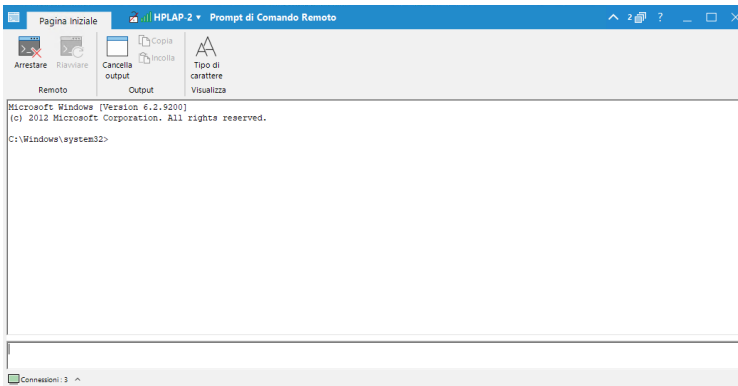 Pagina Iniziale
HPLAP-2 Prompt di Comando Remoto
2 ?
Arrestare Riavviare
Cancella output
Copia
Incolla
Tipo di carattere
Remoto Output Visualizza
Microsoft Windows [Version 6.2.9200]
(c) 2012 Microsoft Corporation. All rights reserved.
C:\Windows\system32>
Connessioni : 3